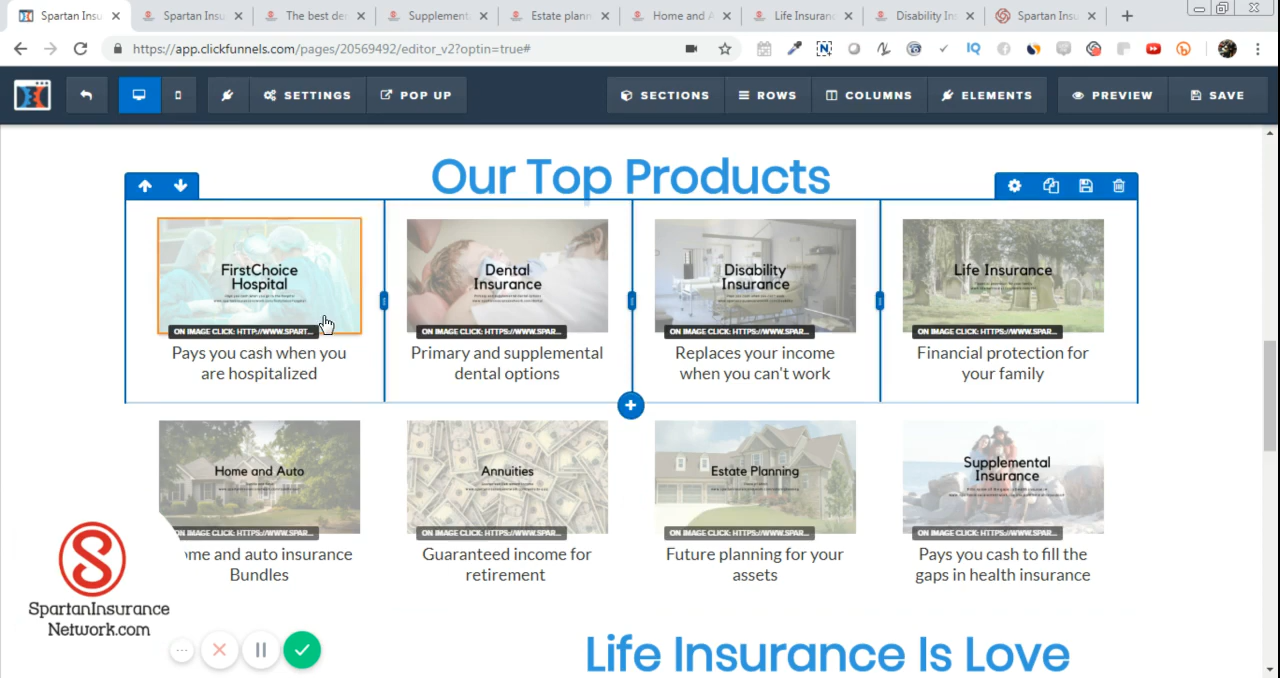 Spartan Insu
Spartan Insu
The best de
Supplement
Estate plann
Home and A
Life Insuranc
Disability In
Spartan Insu
https://app.clickfunnels.com/pages/20569492/editor_v2?optin=true#
IQ
SETTINGS
POP UP
SECTIONS
ROWS
COLUMNS
ELEMENTS
PREVIEW
SAVE
Our Top Products
FirstChoice
Hospital
ON IMAGE CLICK: HTTP://WWW.SPART...
Pays you cash when you
are hospitalized
Dental
Insurance
ON IMAGE CLICK: HTTPS://WWW.SPAR...
Primary and supplemental
dental options
Disability
Insurance
ON IMAGE CLICK: HTTPS://WWW.SPAR...
Replaces your income
when you can't work
Life Insurance
ON IMAGE CLICK: HTTPS://WWW.SPAR...
Financial protection for
your family
Home and Auto
ON IMAGE CLICK: HTTPS://WWW.SPAR...
ome and auto insurance
Bundles
Annuities
ON IMAGE CLICK: HTTPS://WWW.SPAR...
Guaranteed income for
retirement
Estate Planning
ON IMAGE CLICK: HTTPS://WWW.SPAR...
Future planning for your
assets
Supplemental
Insurance
ON IMAGE CLICK: HTTPS://WWW.SPAR...
Pays you cash to fill the
gaps in health insurance
SpartanInsurance
Network.com
Life Insurance Is Love